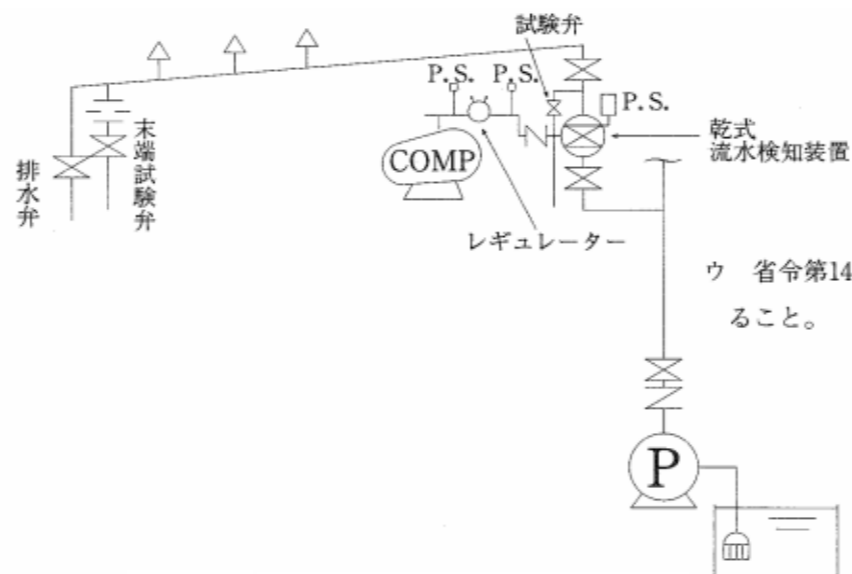 試験弁
P.S. P.S.
P.S.
COMP
乾式
流水検知装置
末端試験弁
排水弁
レギュレーター
ウ 省令第14
ること。
P